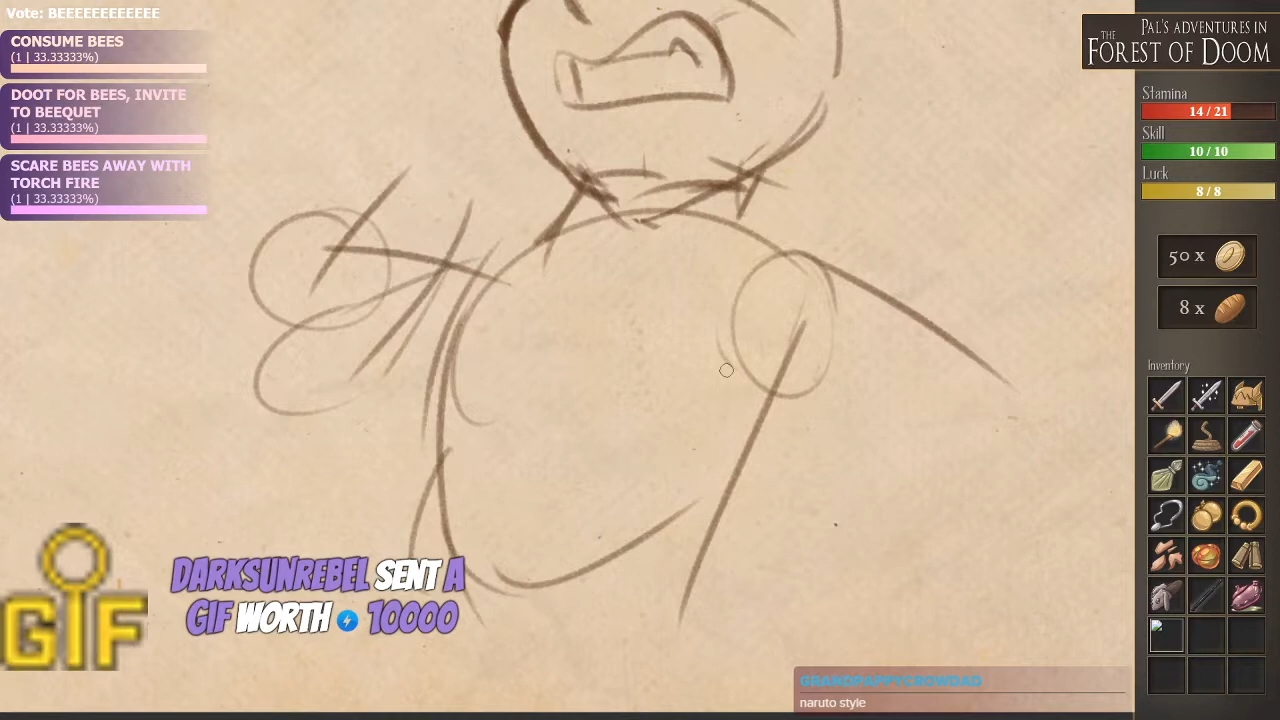 Vote: BEEEEEEEEEEEE
CONSUME BEES
(1 | 33.33333%)
DOOT FOR BEES, INVITE
TO BEEQUET
(1 | 33.33333%)
SCARE BEES AWAY WITH
TORCH FIRE
(1 | 33.33333%)
PAL'S ADVENTURES IN
THE
FOREST OF DOOM
Stamina
14 / 21
Skill
10 / 10
Luck
8 / 8
50 x
8 x
Inventory
GIF
DARKSUNREBEL SENT A
GIF WORTH 10000
GRANDPAPPYCROWDAD
naruto style